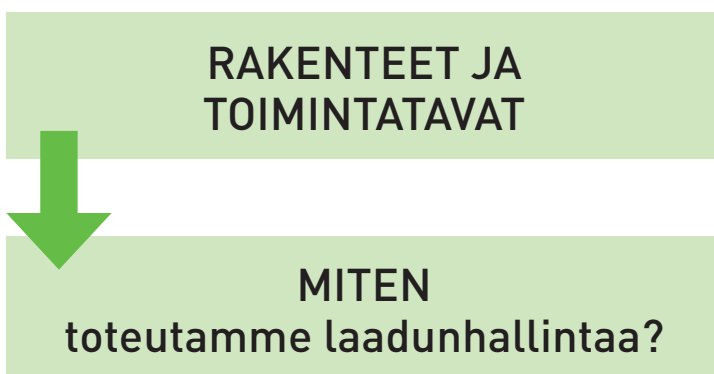 RAKENTEET JA
TOIMINTATAVAT
MITEN
toteutamme laadunhallintaa?